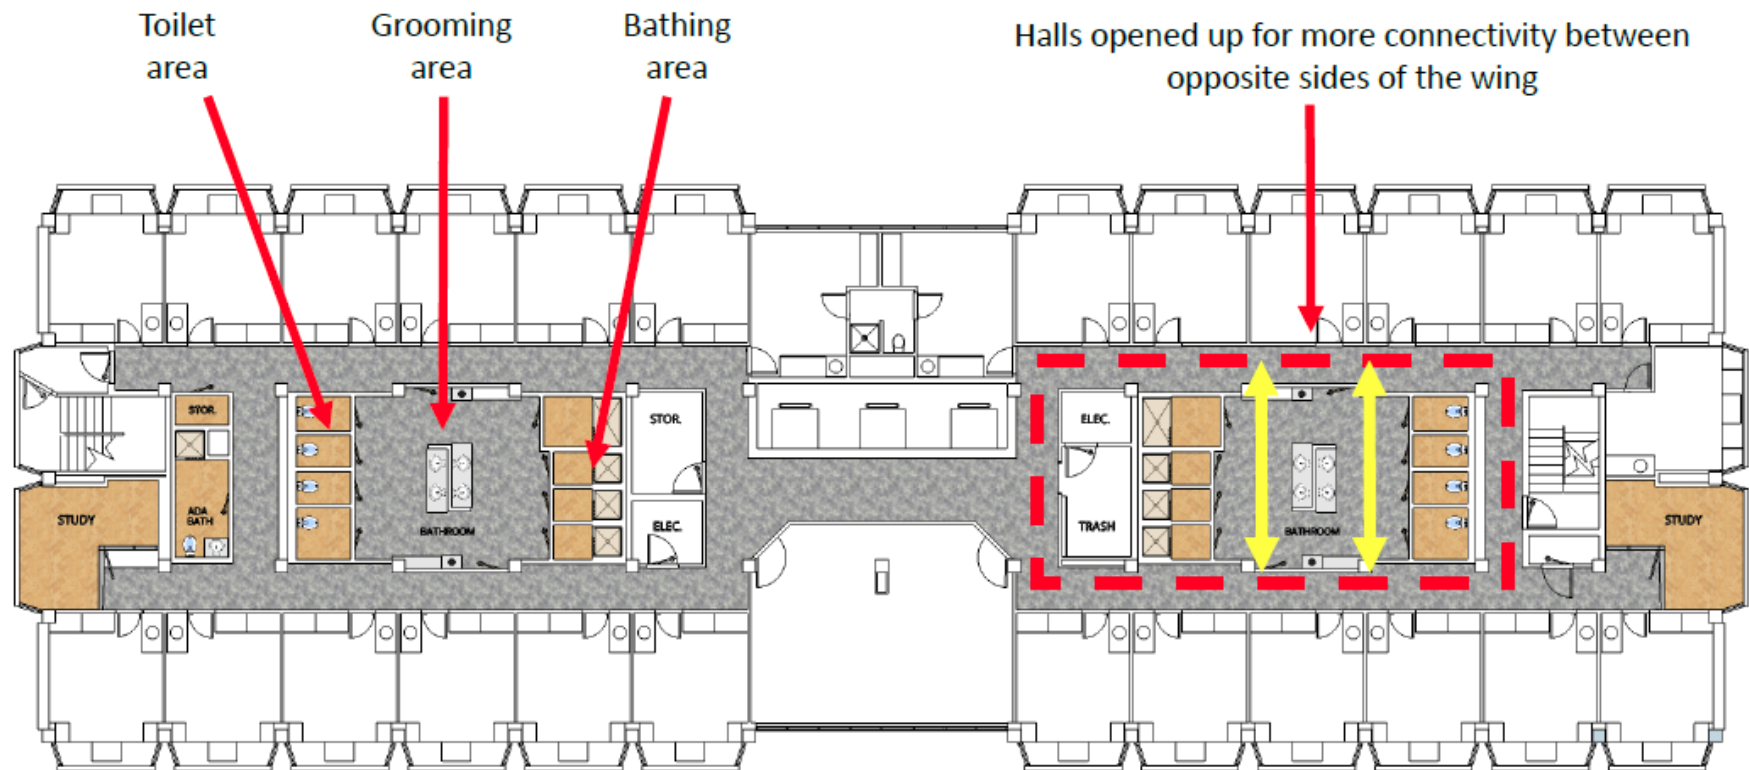 Toilet
area
Grooming
area
Bathing
area
Halls opened up for more connectivity between
opposite sides of the wing
STOR.
ADA
BATH
STUDY
BATHROOM
STOR.
ELEC.
ELEC.
TRASH
BATHROOM
STUDY